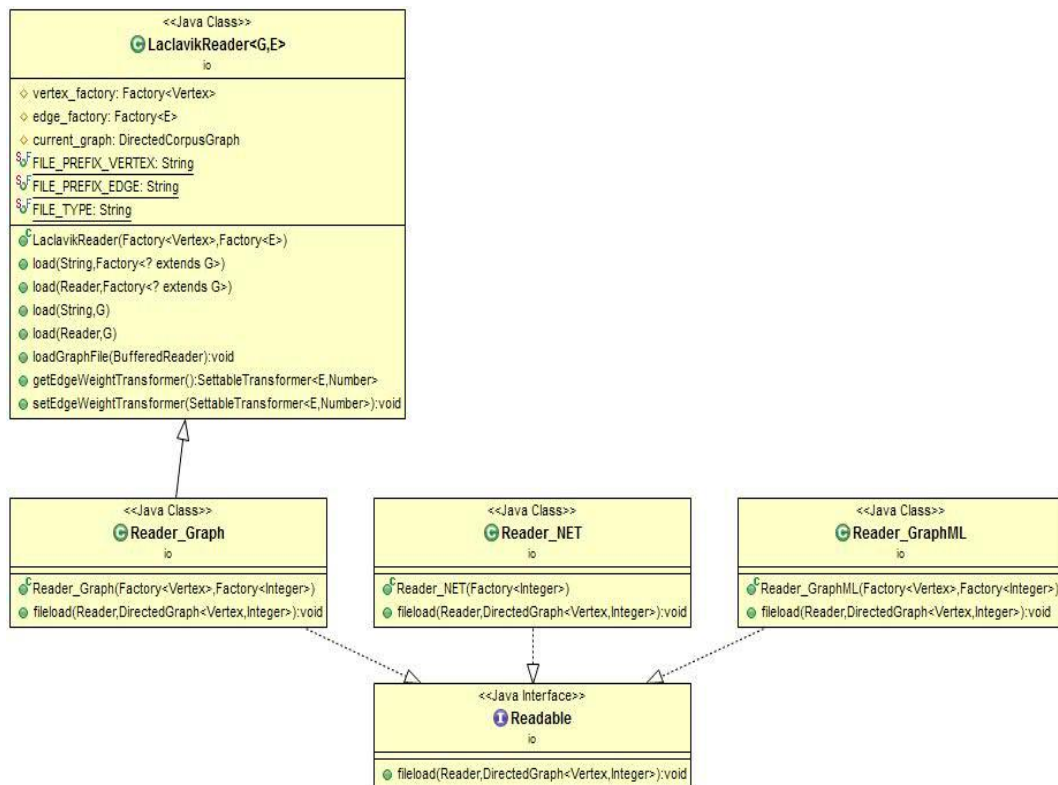 <<Java Class>>
LaclavikReader<G,E>
io
vertex_factory: Factory<Vertex>
edge_factory: Factory<E>
current_graph: DirectedCorpusGraph
FILE_PREFIX_VERTEX: String
FILE_PREFIX_EDGE: String
FILE_TYPE: String
LaclavikReader(Factory<Vertex>,Factory<E>)
load(String,Factory<? extends G>)
load(Reader,Factory<? extends G>)
load(String,G)
load(Reader,G)
loadGraphFile(BufferedReader):void
getEdgeWeightTransformer():SettableTransformer<E,Number>
setEdgeWeightTransformer(SettableTransformer<E,Number>):void
<<Java Class>>
Reader_Graph
io
Reader_Graph(Factory<Vertex>,Factory<Integer>)
fileload(Reader,DirectedGraph<Vertex,Integer>):void
<<Java Class>>
Reader_NET
io
Reader_NET(Factory<Integer>)
fileload(Reader,DirectedGraph<Vertex,Integer>):void
<<Java Class>>
Reader_GraphML
io
Reader_GraphML(Factory<Vertex>,Factory<Integer>)
fileload(Reader,DirectedGraph<Vertex,Integer>):void
<<Java Interface>>
Readable
io
fileload(Reader,DirectedGraph<Vertex,Integer>):void